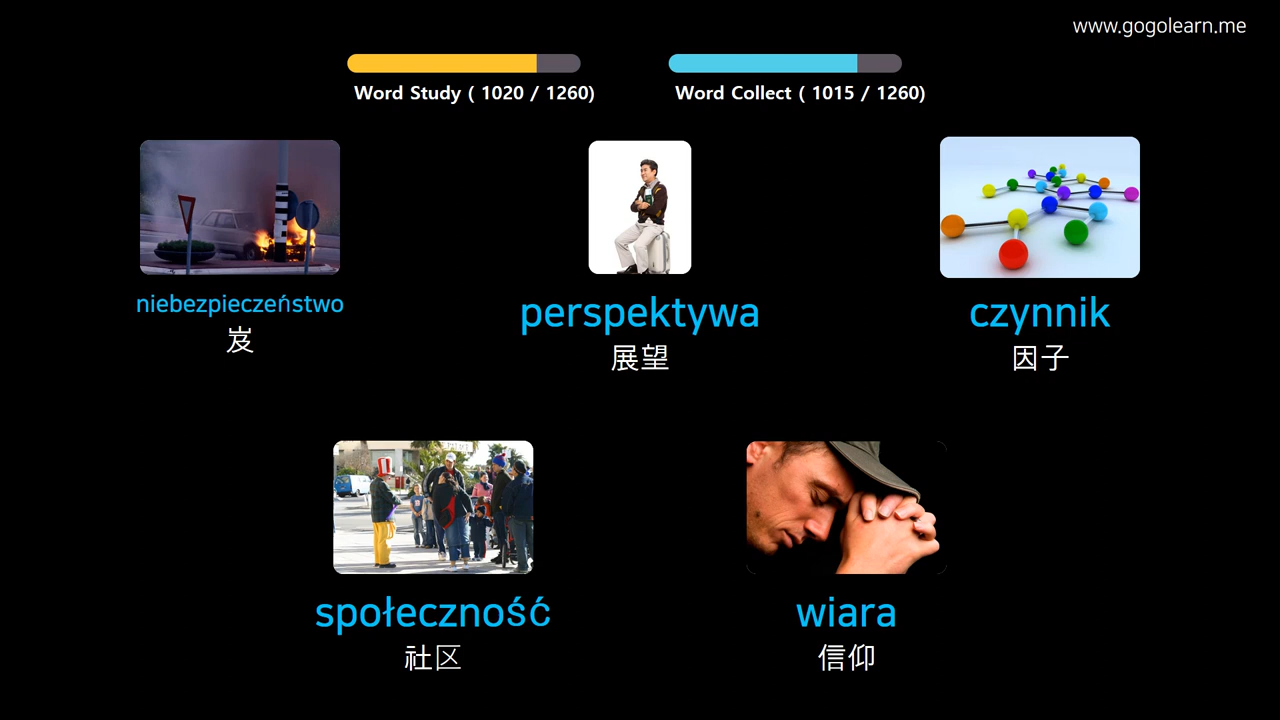 www.gogolearn.me
Word Study ( 1020 / 1260)
Word Collect ( 1015 / 1260)
niebezpieczeństwo
岌
perspektywa
展望
czynnik
因子
społeczność
社区
wiara
信仰